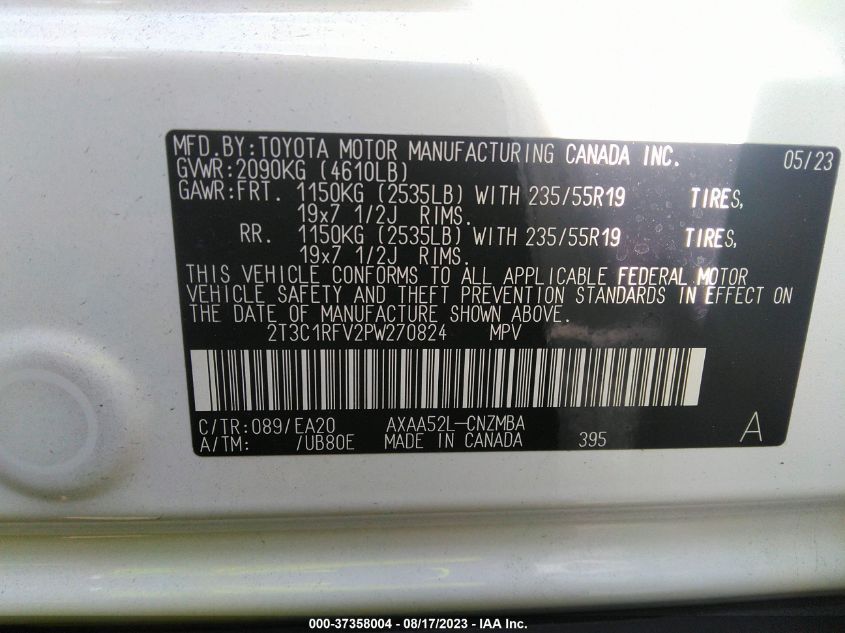 MFD.BY:TOYOTA MOTOR MANUFACTURING CANADA INC. 05/23
GVWR:2090KG (4610LB)
GAWR:FRT. 1150KG (2535LB) WITH 235/55R19 TIRES,
19x7 1/2J RIMS.
RR. 1150KG (2535LB) WITH 235/55R19 TIRES,
19x7 1/2J RIMS.
THIS VEHICLE CONFORMS TO ALL APPLICABLE FEDERAL MOTOR
VEHICLE SAFETY AND THEFT PREVENTION STANDARDS IN EFFECT ON
THE DATE OF MANUFACTURE SHOWN ABOVE.
2T3C1RFV2PW270824 MPV
C/TR:089/EA20 AXAA52L-CNZMBA
A/TM: /UB80E MADE IN CANADA 395 A
000-37358004 - 08/17/2023 - IAA Inc.